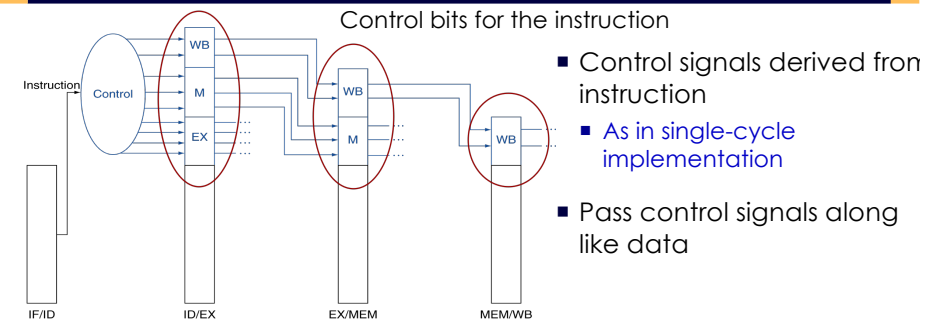 Control bits for the instruction
Instruction
Control
WB
M
EX
WB
M
WB
IF/ID
ID/EX
EX/MEM
MEM/WB
■ Control signals derived from
instruction
■ As in single-cycle
implementation
■ Pass control signals along
like data